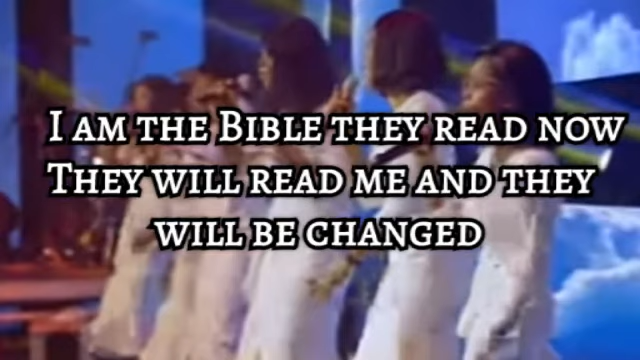 I am the Bible they read now
They will read me and they
will be changed